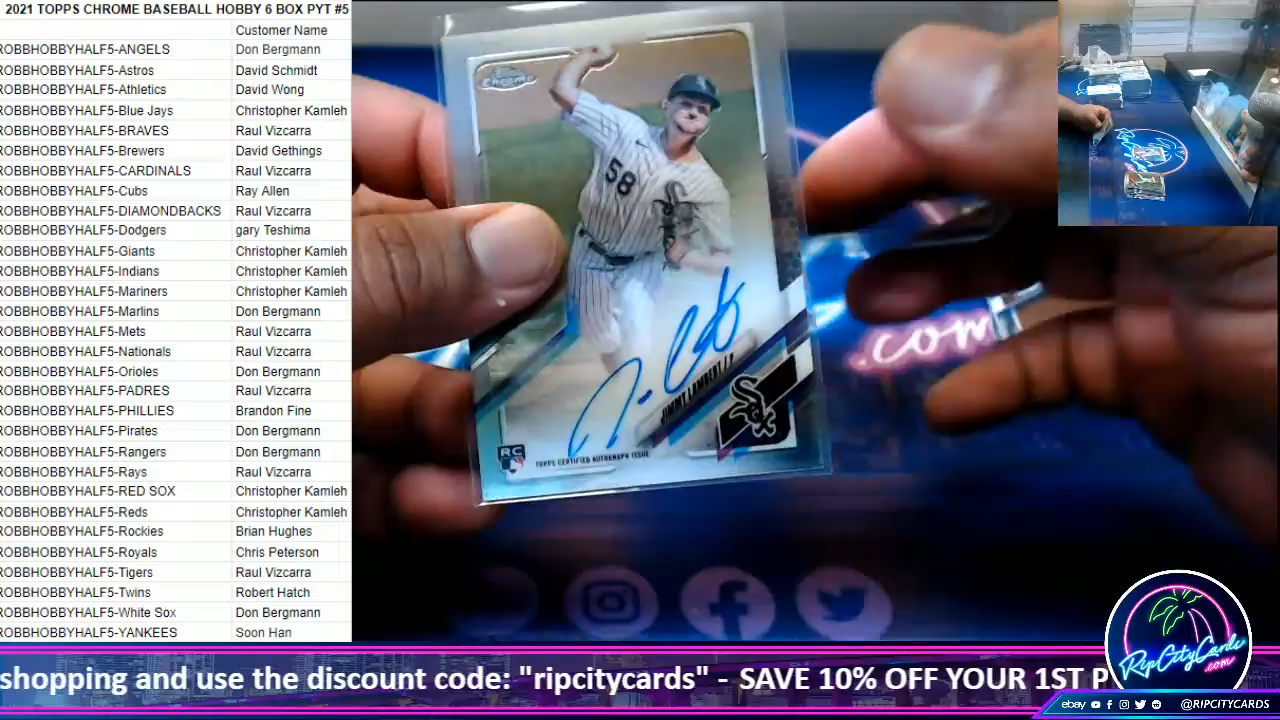 2021 TOPPS CHROME BASEBALL HOBBY 6 BOX PYT #5
Customer Name
ROBBHOBBYHALF5-ANGELS Don Bergmann
ROBBHOBBYHALF5-Astros David Schmidt
ROBBHOBBYHALF5-Athletics David Wong
ROBBHOBBYHALF5-Blue Jays Christopher Kamleh
ROBBHOBBYHALF5-BRAVES Raul Vizcarra
ROBBHOBBYHALF5-Brewers David Gethings
ROBBHOBBYHALF5-CARDINALS Raul Vizcarra
ROBBHOBBYHALF5-Cubs Ray Allen
ROBBHOBBYHALF5-DIAMONDBACKS Raul Vizcarra
ROBBHOBBYHALF5-Dodgers gary Teshima
ROBBHOBBYHALF5-Giants Christopher Kamleh
ROBBHOBBYHALF5-Indians Christopher Kamleh
ROBBHOBBYHALF5-Mariners Christopher Kamleh
ROBBHOBBYHALF5-Marlins Don Bergmann
ROBBHOBBYHALF5-Mets Raul Vizcarra
ROBBHOBBYHALF5-Nationals Raul Vizcarra
ROBBHOBBYHALF5-Orioles Don Bergmann
ROBBHOBBYHALF5-PADRES Raul Vizcarra
ROBBHOBBYHALF5-PHILLIES Brandon Fine
ROBBHOBBYHALF5-Pirates Don Bergmann
ROBBHOBBYHALF5-Rangers Don Bergmann
ROBBHOBBYHALF5-Rays Raul Vizcarra
ROBBHOBBYHALF5-RED SOX Christopher Kamleh
ROBBHOBBYHALF5-Reds Christopher Kamleh
ROBBHOBBYHALF5-Rockies Brian Hughes
ROBBHOBBYHALF5-Royals Chris Peterson
ROBBHOBBYHALF5-Tigers Raul Vizcarra
ROBBHOBBYHALF5-Twins Robert Hatch
ROBBHOBBYHALF5-White Sox Don Bergmann
ROBBHOBBYHALF5-YANKEES Soon Han
Chrome
58
Sox
JIMMY LAMBERT
Sox
RC
TOPPS CERTIFIED AUTOGRAPH ISSUE
.com
shopping and use the discount code: "ripcitycards" - SAVE 10% OFF YOUR 1ST P
RipCityCards
.com
ebay @RIPCITYCARDS